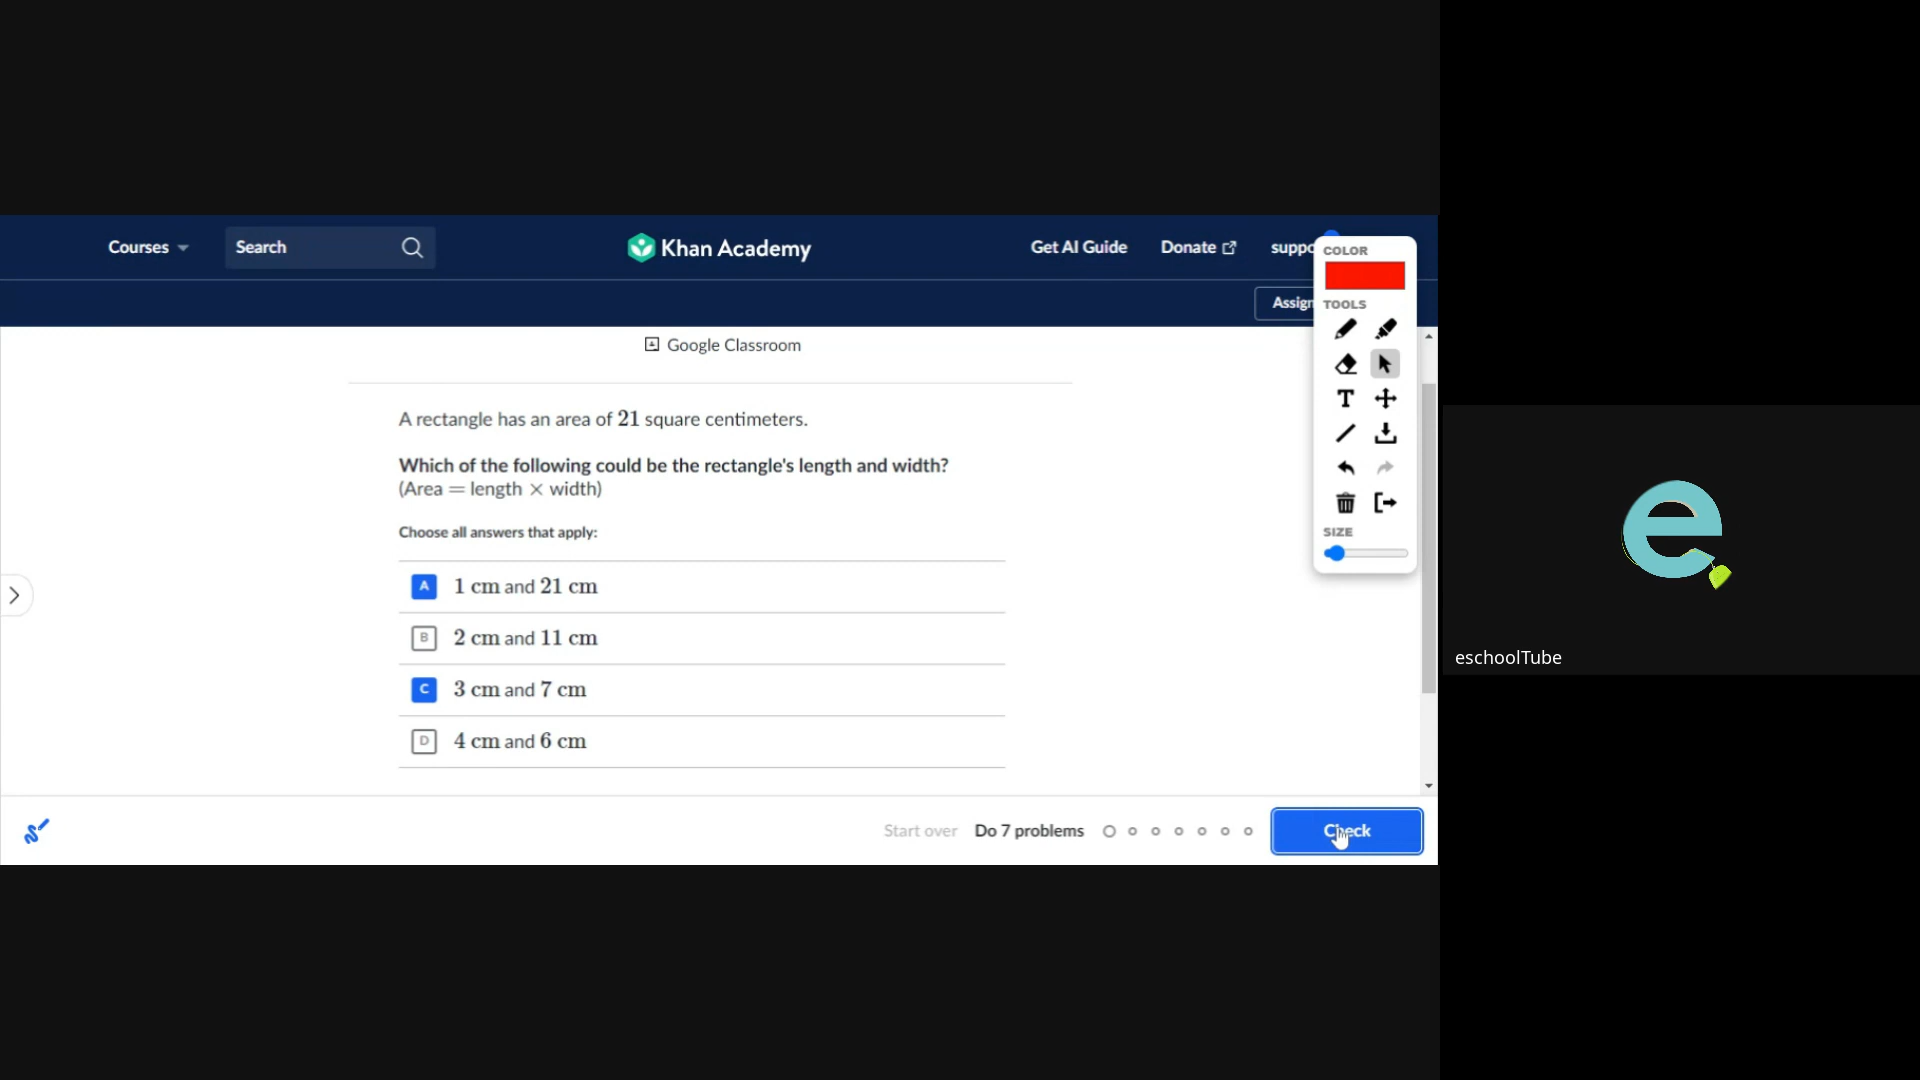 Courses
Search
Khan Academy
Get AI Guide
Donate
suppo
Assign
COLOR
TOOLS
T
SIZE
Google Classroom
A rectangle has an area of 21 square centimeters.
Which of the following could be the rectangle's length and width?
(Area = length × width)
Choose all answers that apply:
A 1 cm and 21 cm
B 2 cm and 11 cm
C 3 cm and 7 cm
D 4 cm and 6 cm
Start over
Do 7 problems
Check
e
eschoolTube